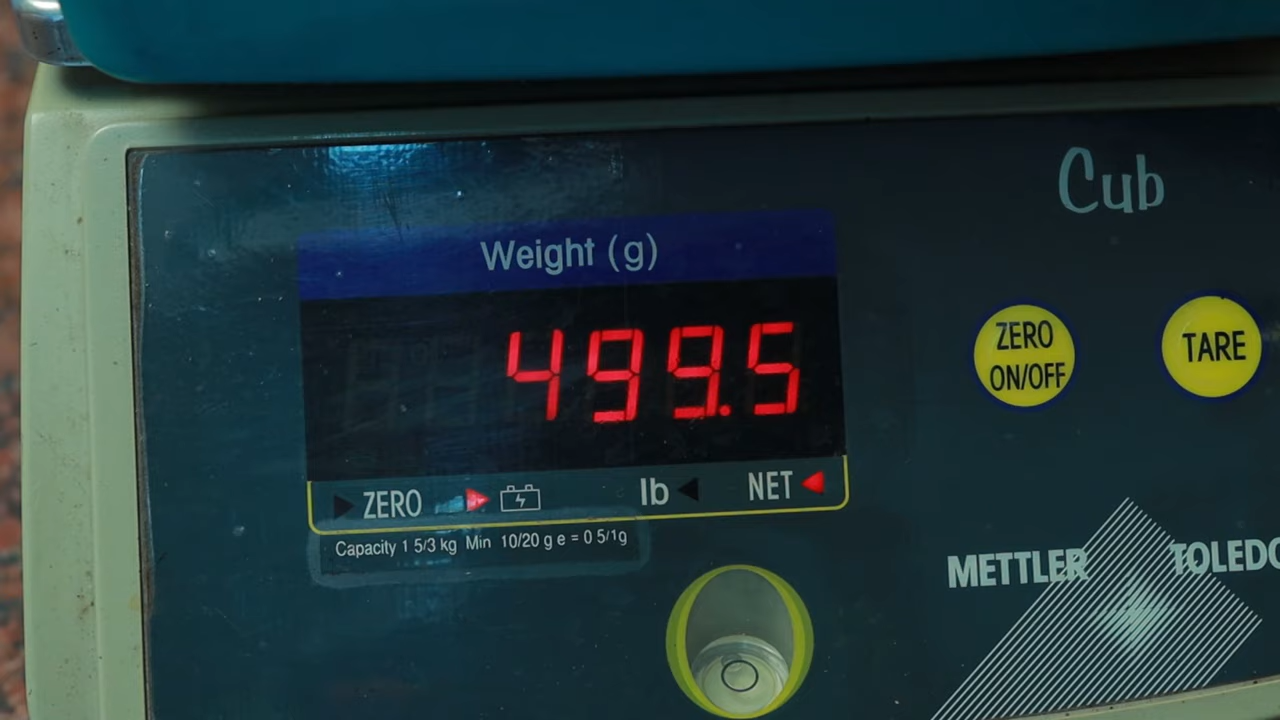 Cub
Weight (g)
499.5
ZERO
ON/OFF
TARE
ZERO
lb
NET
Capacity 1 5/3 kg Min 10/20 g e = 0 5/1g
METTLER TOLEDO